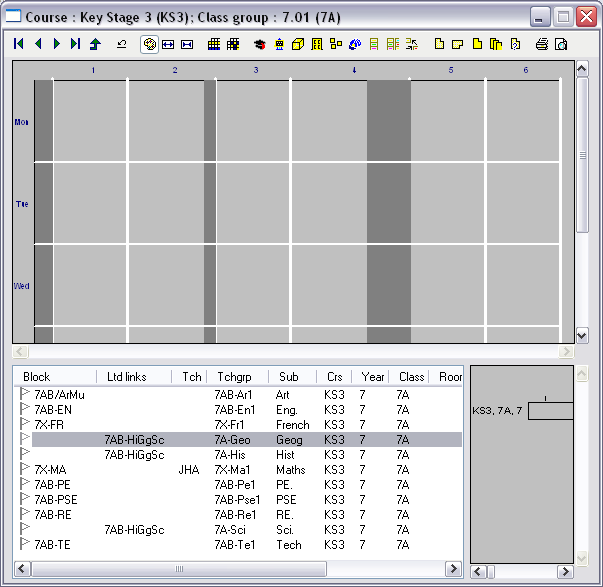 Course : Key Stage 3 (KS3); Class group : 7.01 (7A)
1 2 3 4 5 6
Mon
Tue
Wed
Block Ltd links Tch Tchgrp Sub Crs Year Class Room
7AB/ArMu 7AB-Ar1 Art KS3 7 7A
7AB-EN 7AB-En1 Eng. KS3 7 7A
7X-FR 7X-Fr1 French KS3 7 7A
7AB-HiGgSc 7A-Geo Geog KS3 7 7A
7AB-HiGgSc 7A-His Hist KS3 7 7A
7X-MA JHA 7X-Ma1 Maths KS3 7 7A
7AB-PE 7AB-Pe1 PE. KS3 7 7A
7AB-PSE 7AB-Pse1 PSE KS3 7 7A
7AB-RE 7AB-Re1 RE. KS3 7 7A
7AB-HiGgSc 7A-Sci Sci. KS3 7 7A
7AB-TE 7AB-Te1 Tech KS3 7 7A
KS3, 7A, 7